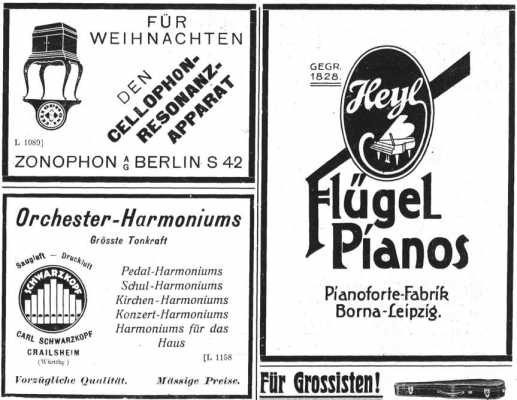 FÜR
WEIHNACHTEN
DEN
CELLOPHON-
RESONANZ-
APPARAT
L 1089]
ZONOPHON AG BERLIN S 42
Orchester-Harmoniums
Grösste Tonkraft
Saugluft – Druckluft
SCHWARZKOPF
CARL SCHWARZKOPF
CRAILSHEIM
(Württbg)
Pedal-Harmoniums
Schul-Harmoniums
Kirchen-Harmoniums
Konzert-Harmoniums
Harmoniums für das
Haus
[L 1158
Vorzügliche Qualität. Mässige Preise.
GEGR.
1828.
Heyl
Flügel
Pianos
Pianoforte-Fabrik
Borna-Leipzig.
Für Grossisten!